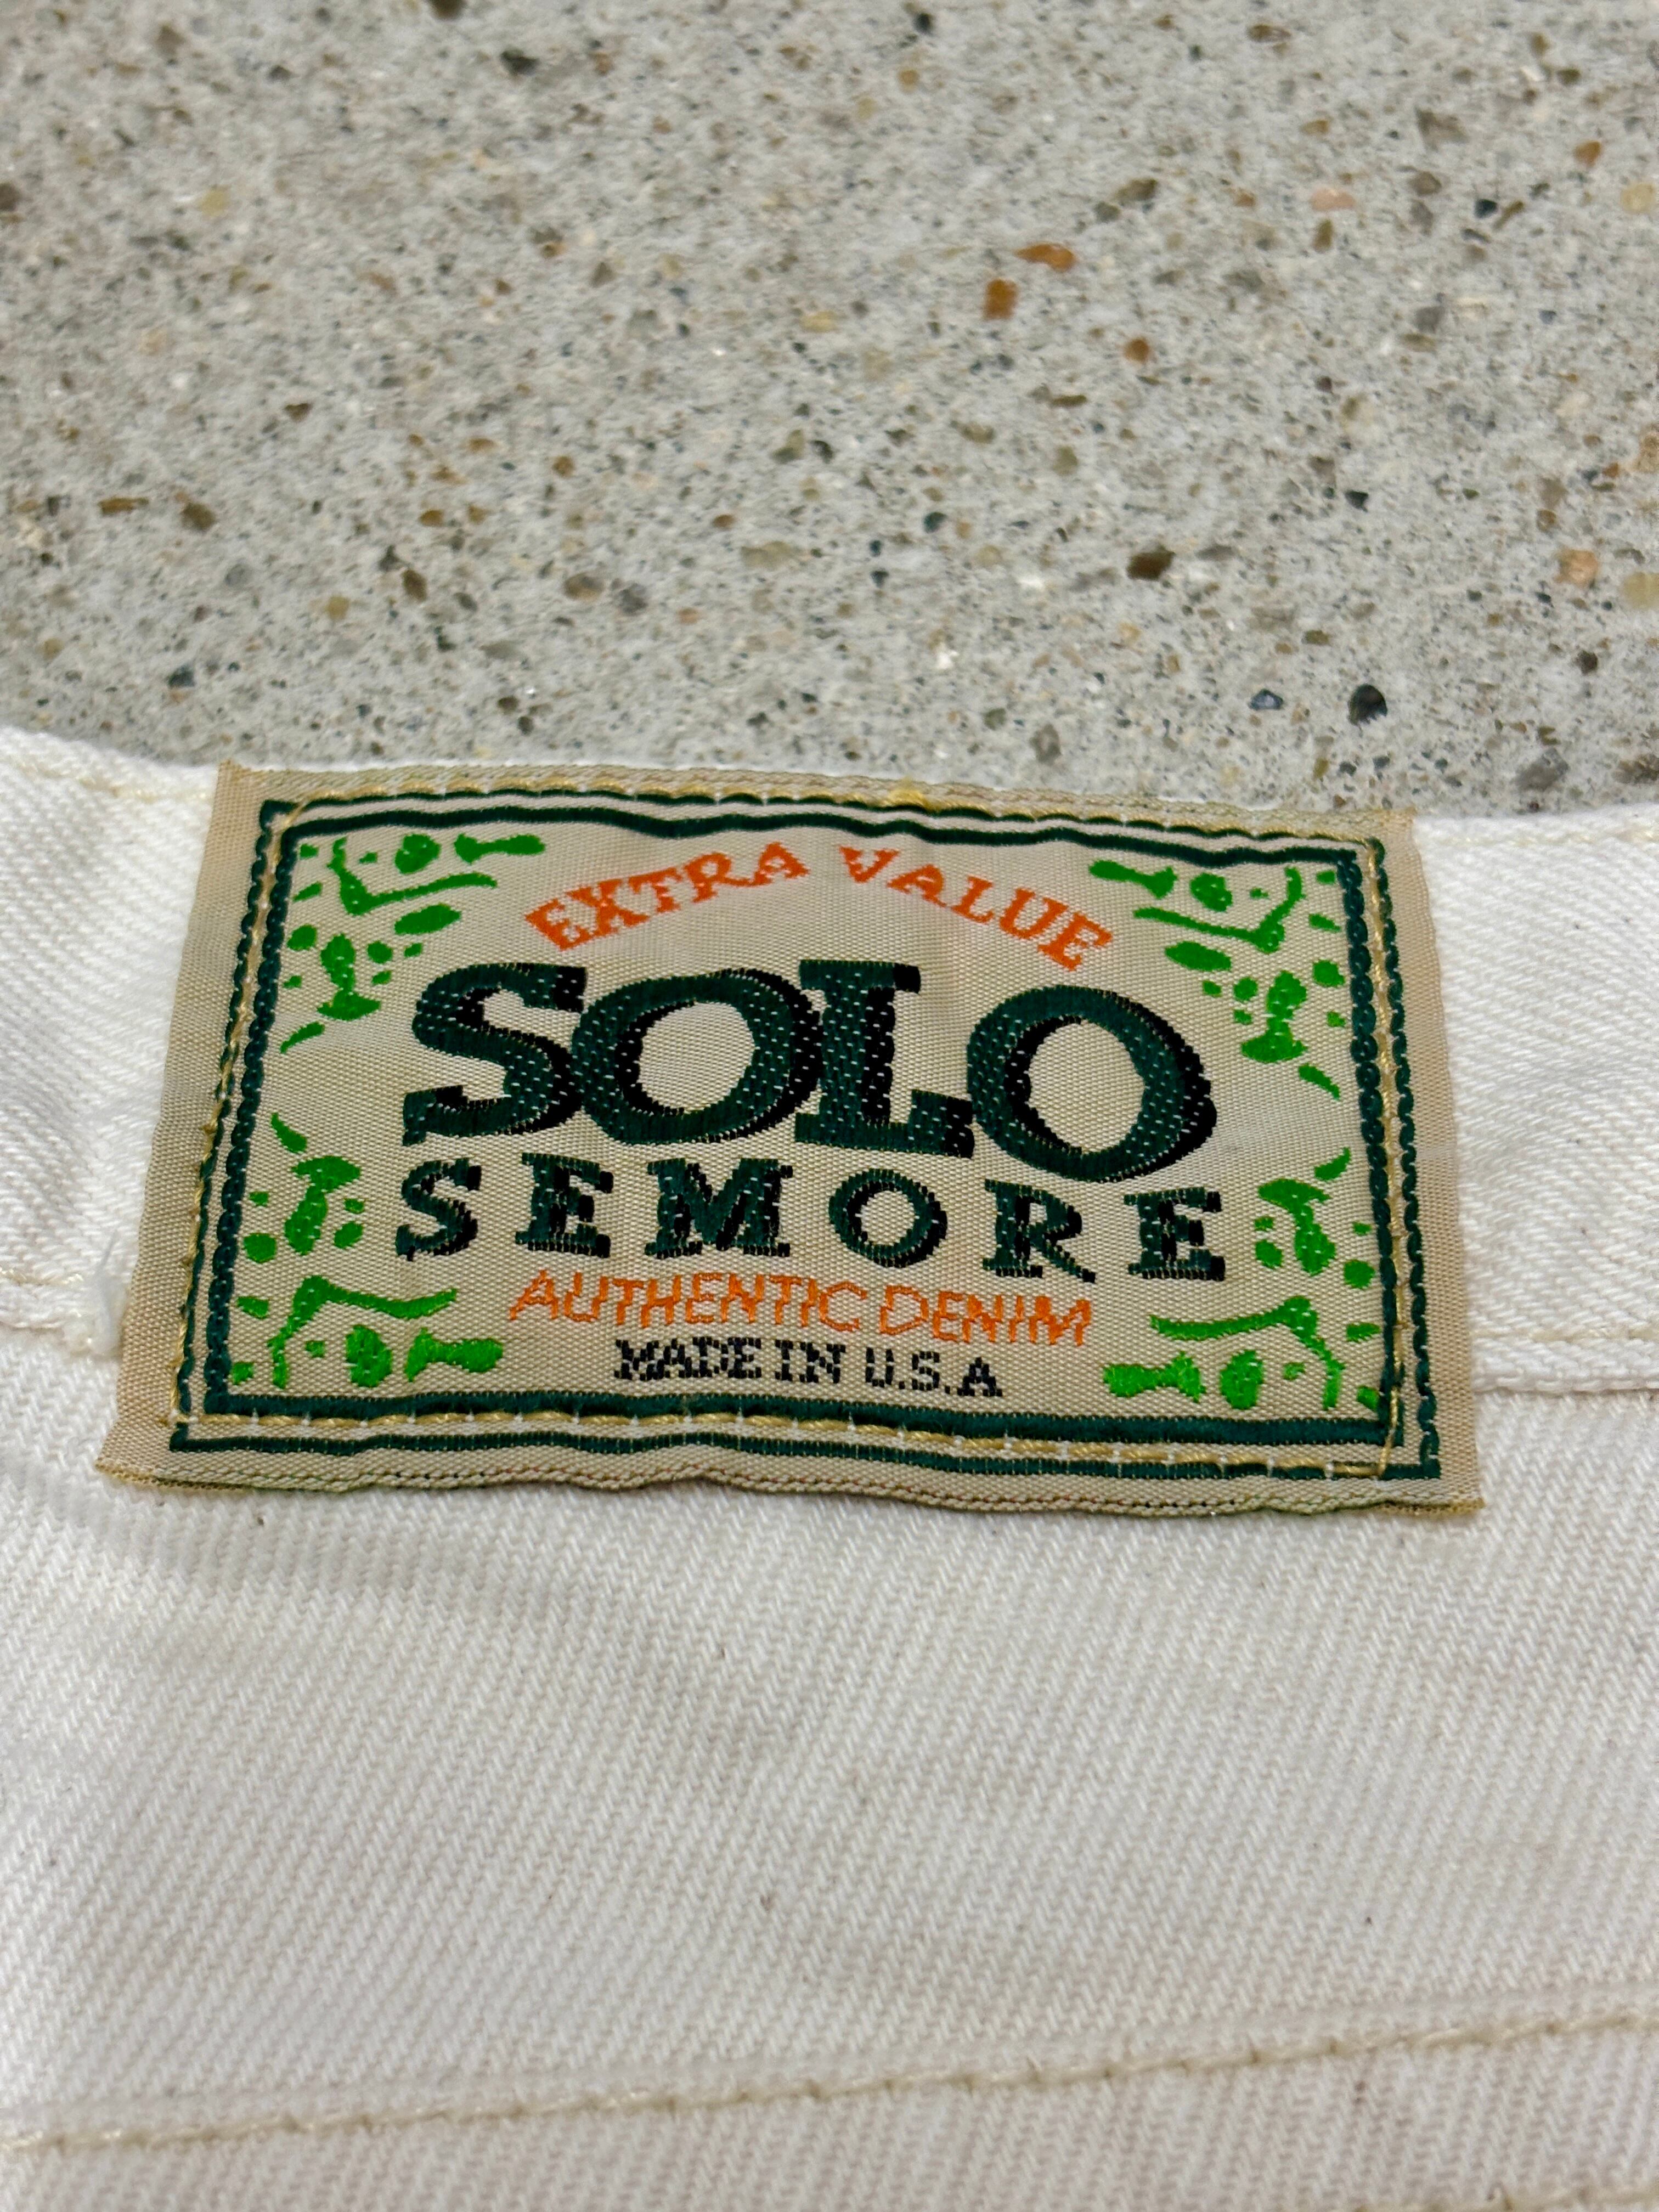 EXTRA VALUE
SOLO
SEMORE
AUTHENTIC DENIM
MADE IN U.S.A